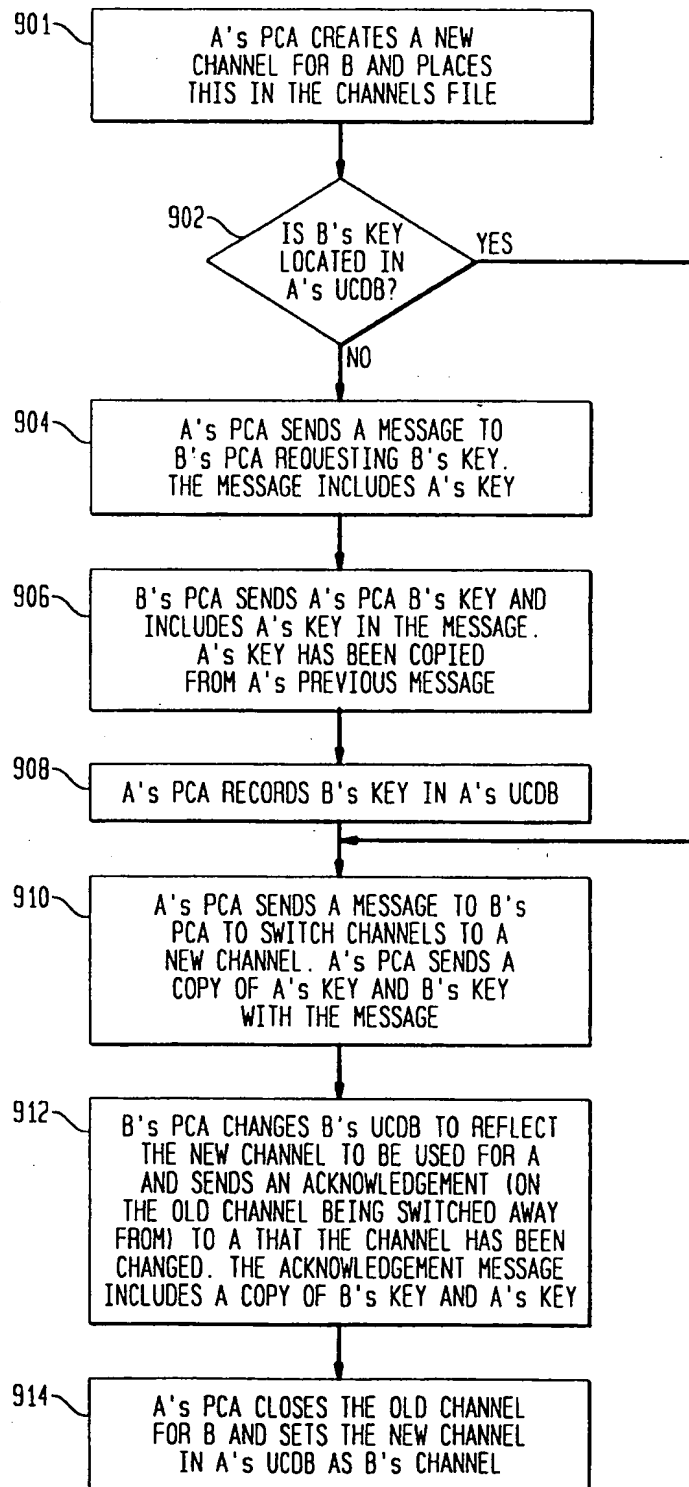 901
A's PCA CREATES A NEW
CHANNEL FOR B AND PLACES
THIS IN THE CHANNELS FILE
902
IS B's KEY
LOCATED IN
A's UCDB?
YES
NO
904
A's PCA SENDS A MESSAGE TO
B's PCA REQUESTING B's KEY.
THE MESSAGE INCLUDES A's KEY
906
B's PCA SENDS A's PCA B's KEY AND
INCLUDES A's KEY IN THE MESSAGE.
A's KEY HAS BEEN COPIED
FROM A's PREVIOUS MESSAGE
908
A's PCA RECORDS B's KEY IN A's UCDB
910
A's PCA SENDS A MESSAGE TO B's
PCA TO SWITCH CHANNELS TO A
NEW CHANNEL. A's PCA SENDS A
COPY OF A's KEY AND B's KEY
WITH THE MESSAGE
912
B's PCA CHANGES B's UCDB TO REFLECT
THE NEW CHANNEL TO BE USED FOR A
AND SENDS AN ACKNOWLEDGEMENT (ON
THE OLD CHANNEL BEING SWITCHED AWAY
FROM) TO A THAT THE CHANNEL HAS BEEN
CHANGED. THE ACKNOWLEDGEMENT MESSAGE
INCLUDES A COPY OF B's KEY AND A's KEY
914
A's PCA CLOSES THE OLD CHANNEL
FOR B AND SETS THE NEW CHANNEL
IN A's UCDB AS B's CHANNEL